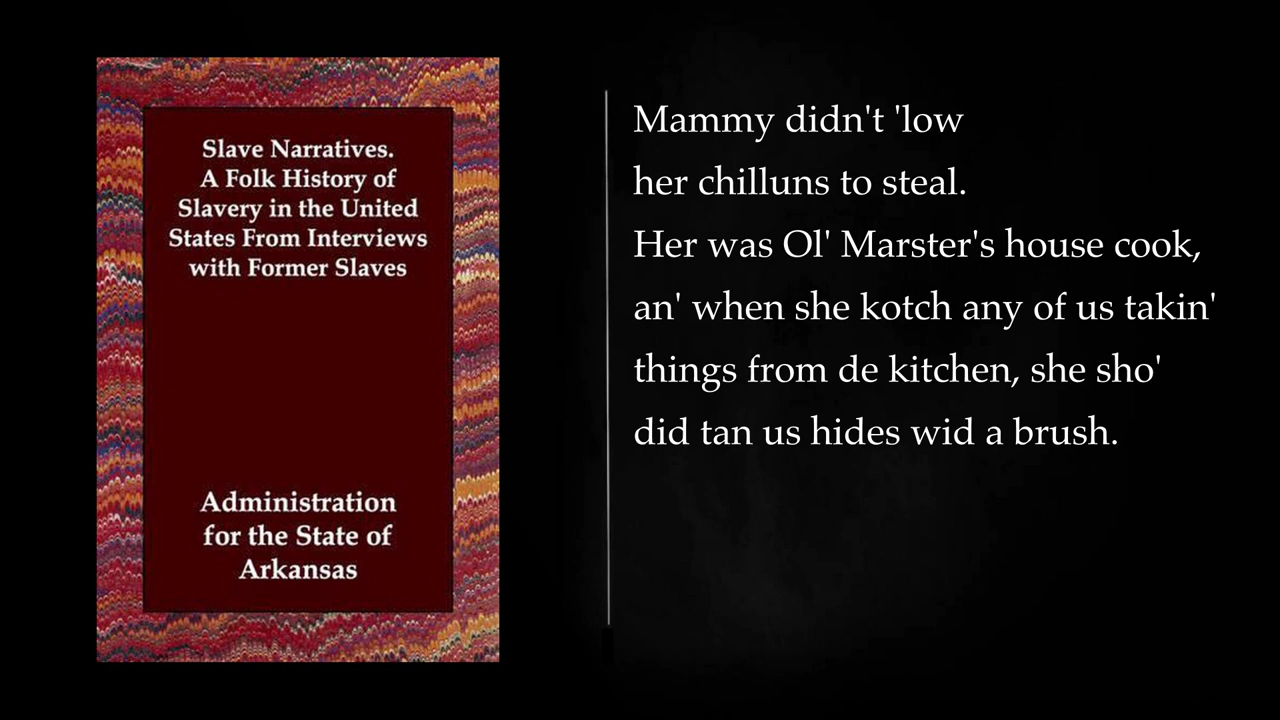 Slave Narratives.
A Folk History of
Slavery in the United
States From Interviews
with Former Slaves
Administration
for the State of
Arkansas
Mammy didn't 'low
her chilluns to steal.
Her was Ol' Marster's house cook,
an' when she kotch any of us takin'
things from de kitchen, she sho'
did tan us hides wid a brush.